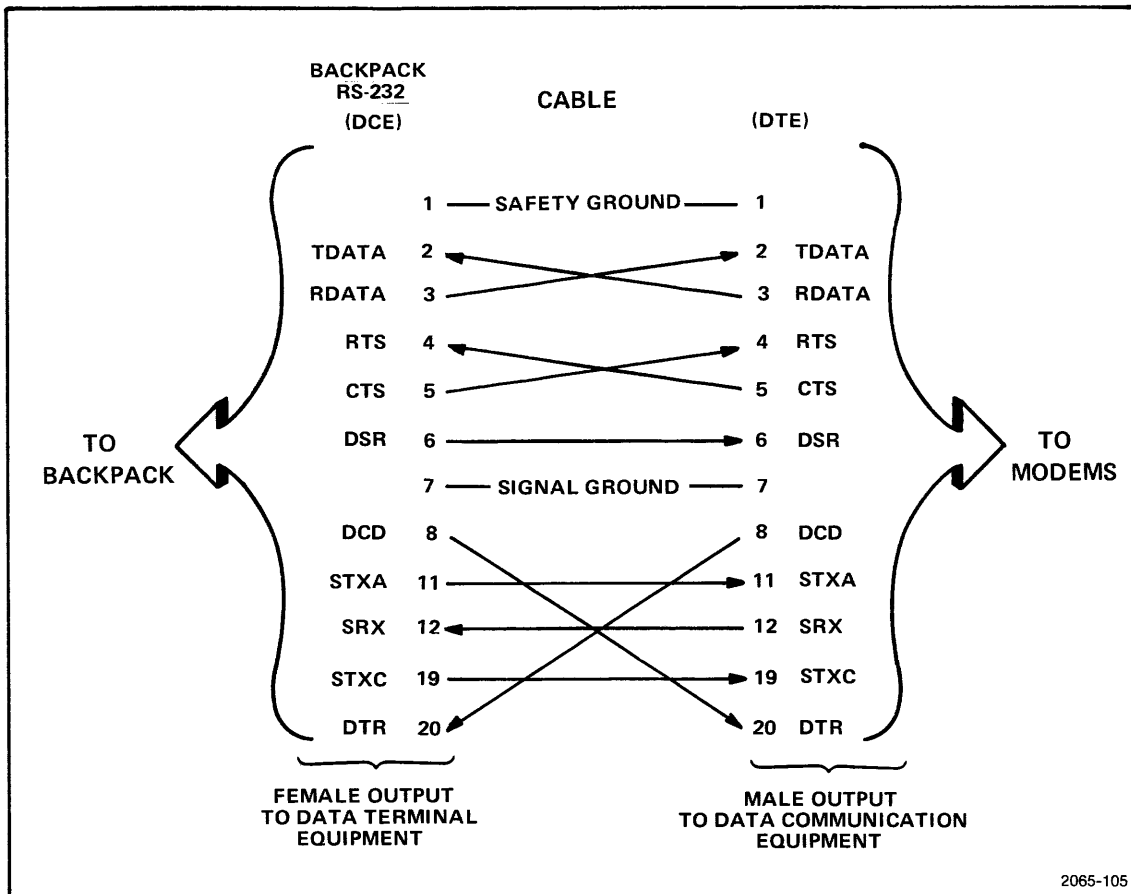 BACKPACK
RS-232
(DCE)
CABLE
(DTE)
1 SAFETY GROUND 1
TDATA 2 2 TDATA
RDATA 3 3 RDATA
RTS 4 4 RTS
CTS 5 5 CTS
DSR 6 6 DSR
TO
BACKPACK
TO
MODEMS
7 SIGNAL GROUND 7
DCD 8 8 DCD
STXA 11 11 STXA
SRX 12 12 SRX
STXC 19 19 STXC
DTR 20 20 DTR
FEMALE OUTPUT
TO DATA TERMINAL
EQUIPMENT
MALE OUTPUT
TO DATA COMMUNICATION
EQUIPMENT
2065-105